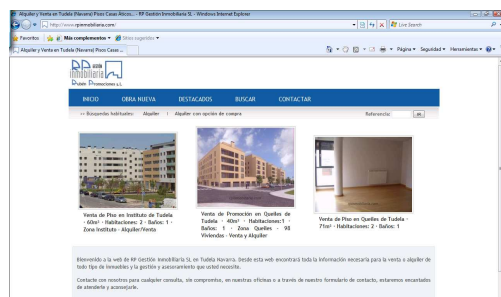 Alquiler y Venta en Tudela (Navarra) Pisos Casas Áticos... - RP Gestión Inmobiliaria SL - Windows Internet Explorer
http://www.rpinmobiliaria.com/
Live Search
Favoritos
Más complementos
Sitios sugeridos
Alquiler y Venta en Tudela (Navarra) Pisos Casas ...
Página
Seguridad
Herramientas
inmobiliaria
Promociones s.l.
INICIO
OBRA NUEVA
DESTACADOS
BUSCAR
CONTACTAR
<< Búsquedas habituales: Alquiler | Alquiler con opción de compra
Referencia:
Venta de Piso en Instituto de Tudela
- 60m² - Habitaciones: 2 - Baños: 1 -
Zona Instituto - Alquiler/Venta
Venta de Promoción en Queiles de
Tudela - 40m² - Habitaciones:1 -
Baños: 1 - Zona Queiles - 98
Viviendas - Venta y Alquiler
Venta de Piso en Queiles de Tudela -
71m² - Habitaciones: 2 - Baños: 1
Bienvenido a la web de RP Gestión Inmobiliaria SL en Tudela Navarra. Desde esta web encontrará toda la información necesaria para la venta o alquiler de
todo tipo de inmuebles y la gestión y asesoramiento que usted necesite.
Contacte con nosotros para cualquier consulta, sin compromiso, en nuestras oficinas o a través de nuestro formulario de contacto, estaremos encantados
de atenderle y aconsejarle.